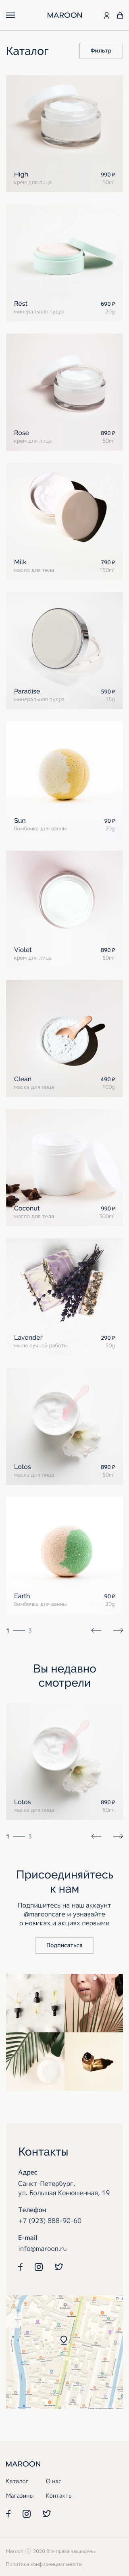 MAROON
Каталог
Фильтр
High
990 ₽
крем для лица
50ml
Rest
690 ₽
минеральная пудра
20g
Rose
890 ₽
крем для лица
50ml
Milk
790 ₽
масло для тела
150ml
Paradise
590 ₽
минеральная пудра
15g
Sun
90 ₽
бомбочка для ванны
20g
Violet
890 ₽
крем для лица
50ml
Clean
490 ₽
маска для лица
100g
Coconut
990 ₽
масло для тела
300ml
Lavender
290 ₽
мыло ручной работы
50g
Lotos
890 ₽
маска для лица
50ml
Earth
90 ₽
бомбочка для ванны
20g
1 3
Вы недавно
смотрели
Lotos
890 ₽
маска для лица
50ml
1 3
Присоединяйтесь
к нам
Подпишитесь на наш аккаунт
@marooncare и узнавайте
о новиках и акциях первыми
Подписаться
Контакты
Адрес
Санкт-Петербург,
ул. Большая Конюшенная, 19
Телефон
+7 (923) 888-90-60
E-mail
info@maroon.ru
MAROON
Каталог
О нас
Магазины
Контакты
Maroon © 2020 Все права защищены
Политика конфиденциальности